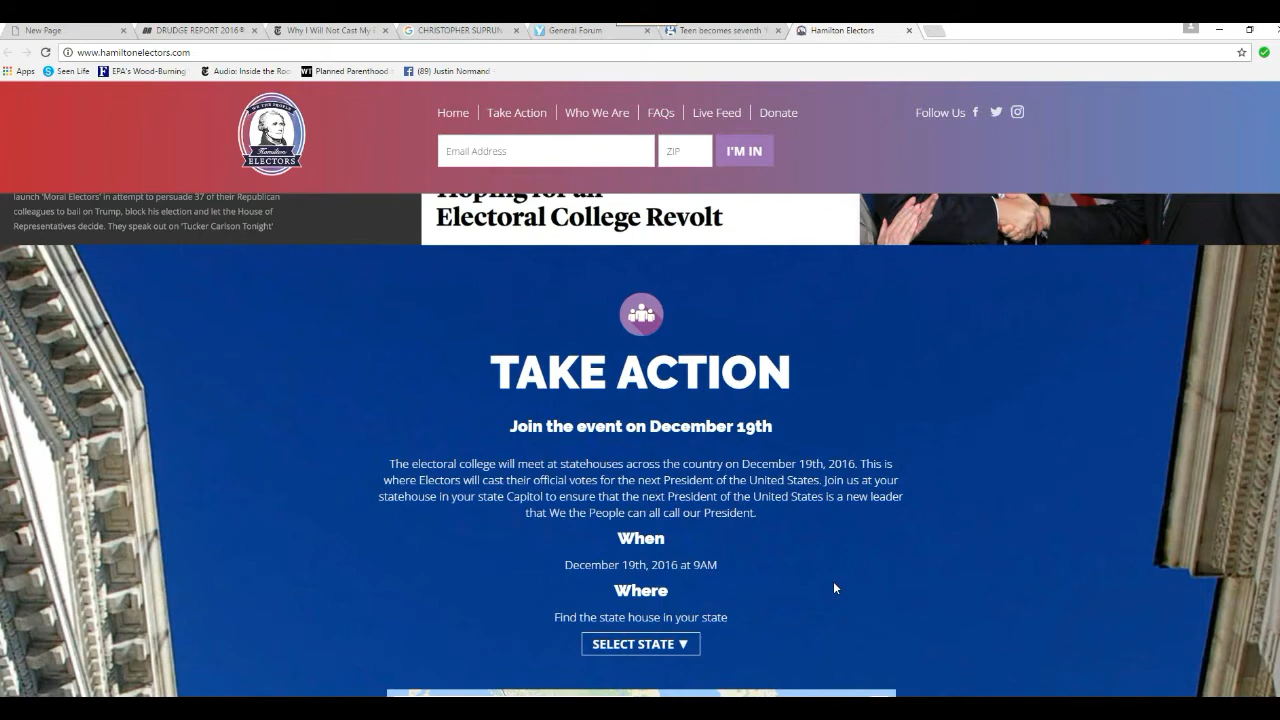 New Page
DRUDGE REPORT 2016®
Why I Will Not Cast My
CHRISTOPHER SUPRUN
General Forum
Teen becomes seventh '
Hamilton Electors
www.hamiltonelectors.com
Apps
Seen Life
EPA's Wood-Burning
Audio: Inside the Roo
Planned Parenthood
(89) Justin Normand
WE THE PEOPLE
Hamilton
ELECTORS
Home
Take Action
Who We Are
FAQs
Live Feed
Donate
Follow Us
Email Address
ZIP
I'M IN
launch 'Moral Electors' in attempt to persuade 37 of their Republican
colleagues to bail on Trump, block his election and let the House of
Representatives decide. They speak out on 'Tucker Carlson Tonight'
Hoping for an
Electoral College Revolt
TAKE ACTION
Join the event on December 19th
The electoral college will meet at statehouses across the country on December 19th, 2016. This is
where Electors will cast their official votes for the next President of the United States. Join us at your
statehouse in your state Capitol to ensure that the next President of the United States is a new leader
that We the People can all call our President.
When
December 19th, 2016 at 9AM
Where
Find the state house in your state
SELECT STATE ▼